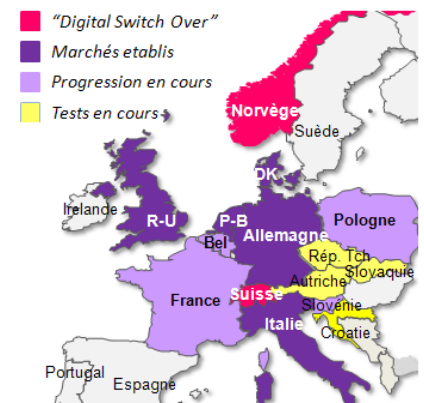 “Digital Switch Over”
Marchés etablis
Progression en cours
Tests en cours
Norvège
Suède
DK
Irelande
R-U
P-B
Pologne
Bel
Allemagne
Rép. Tch
Slovaquie
Autriche
France
Suisse
Slovénie
Italie
Croatie
Portugal
Espagne